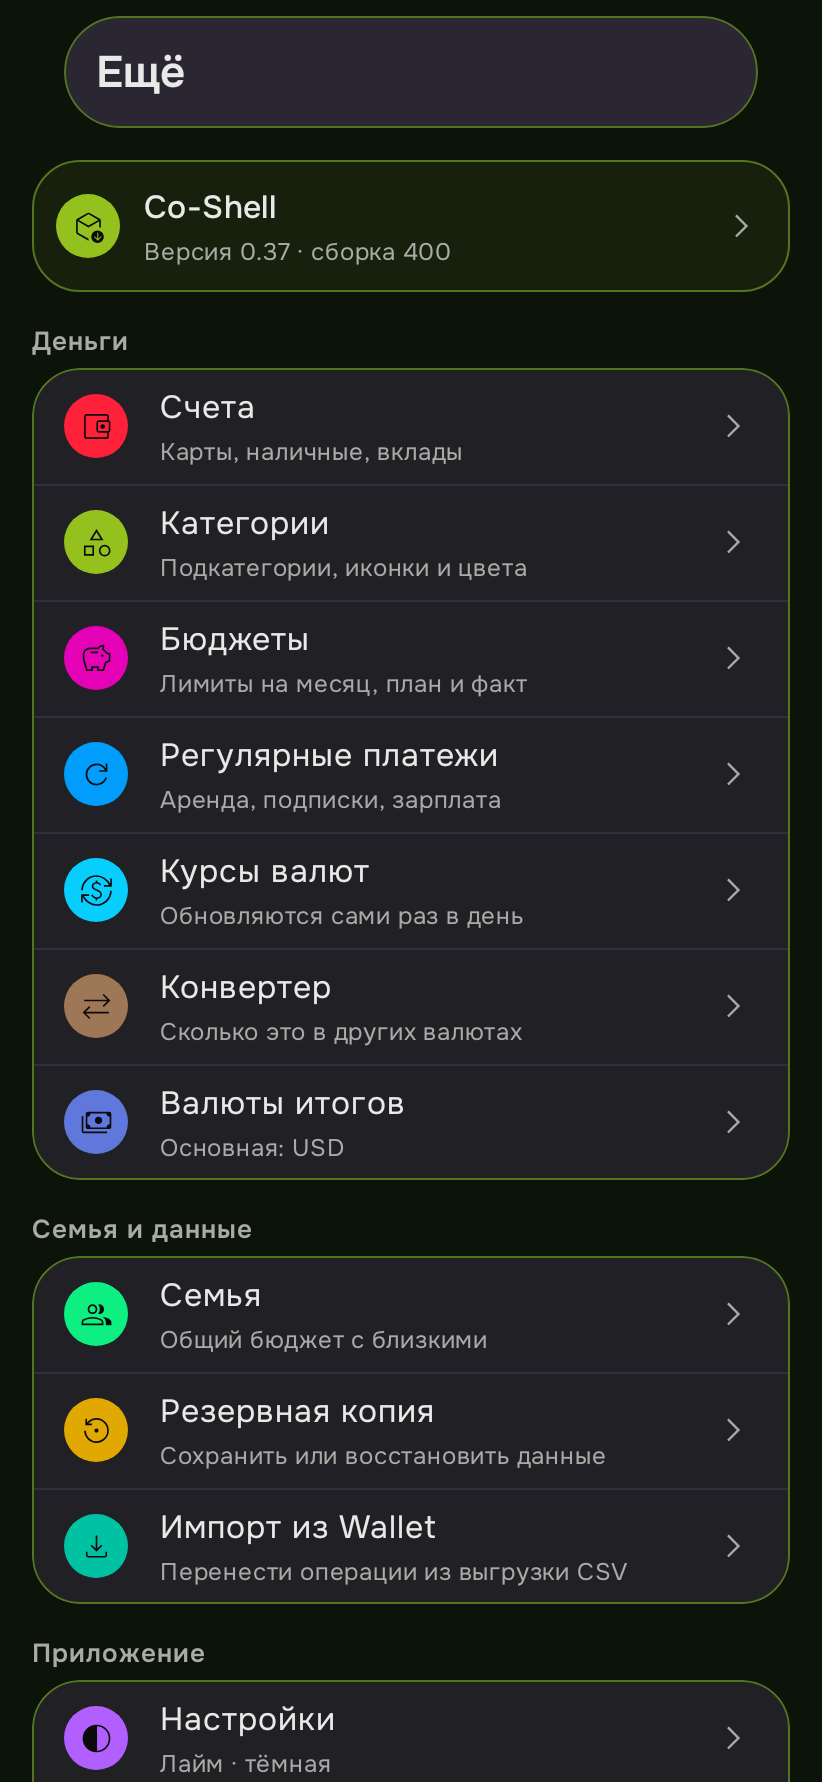 Ещё
Co-Shell
Версия 0.37 · сборка 400
Деньги
Счета
Карты, наличные, вклады
Категории
Подкатегории, иконки и цвета
Бюджеты
Лимиты на месяц, план и факт
Регулярные платежи
Аренда, подписки, зарплата
Курсы валют
Обновляются сами раз в день
Конвертер
Сколько это в других валютах
Валюты итогов
Основная: USD
Семья и данные
Семья
Общий бюджет с близкими
Резервная копия
Сохранить или восстановить данные
Импорт из Wallet
Перенести операции из выгрузки CSV
Приложение
Настройки
Лайм · тёмная